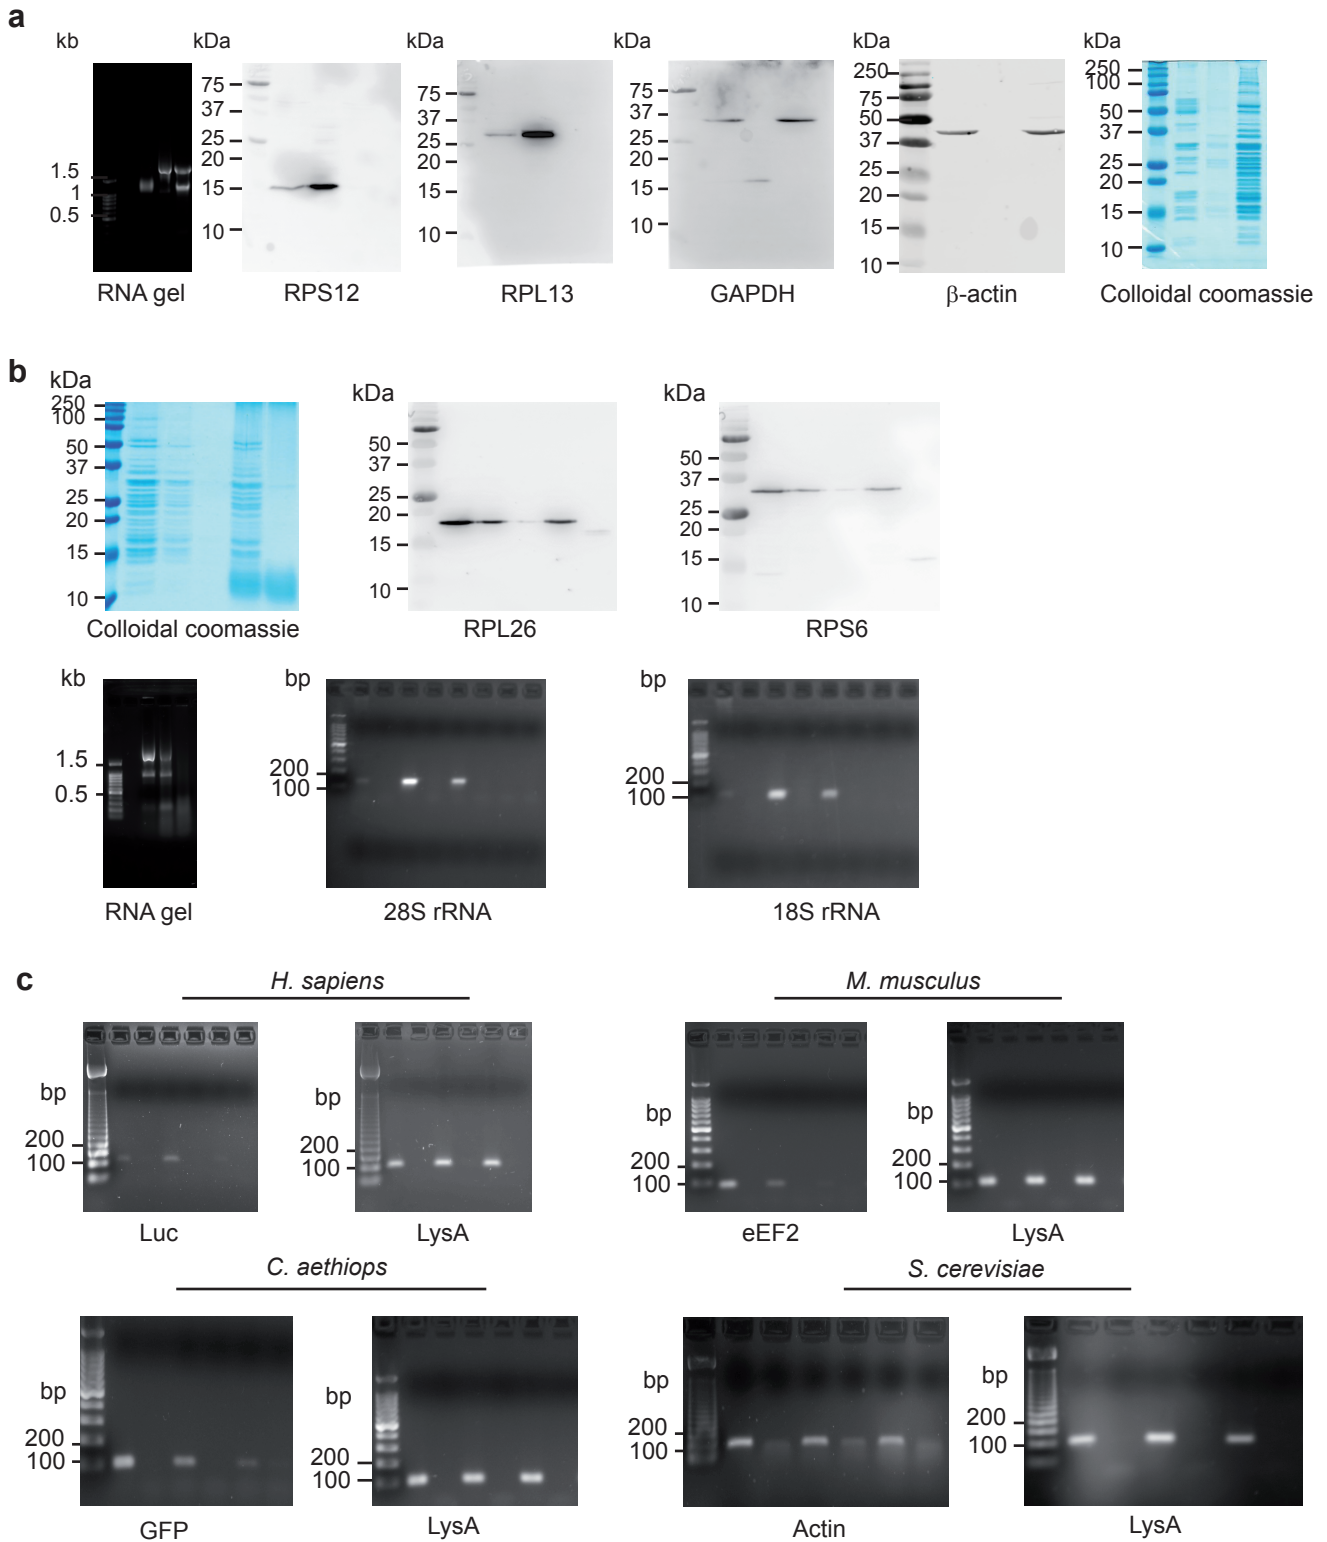 a
kb
1.5
1
0.5
RNA gel
kDa
75
37
25
20
15
10
RPS12
kDa
75
37
25
20
15
10
RPL13
kDa
75
37
25
20
15
10
GAPDH
kDa
250
75
50
37
25
20
15
10
β-actin
kDa
250
100
50
37
25
20
15
10
Colloidal coomassie
b
kDa
250
100
50
37
25
20
15
10
Colloidal coomassie
kDa
50
37
25
20
15
10
RPL26
kDa
50
37
25
20
15
10
RPS6
kb
1.5
0.5
RNA gel
bp
200
100
28S rRNA
bp
200
100
18S rRNA
c
H. sapiens
bp
200
100
Luc
bp
200
100
LysA
M. musculus
bp
200
100
eEF2
bp
200
100
LysA
C. aethiops
bp
200
100
GFP
bp
200
100
LysA
S. cerevisiae
bp
200
100
Actin
bp
200
100
LysA